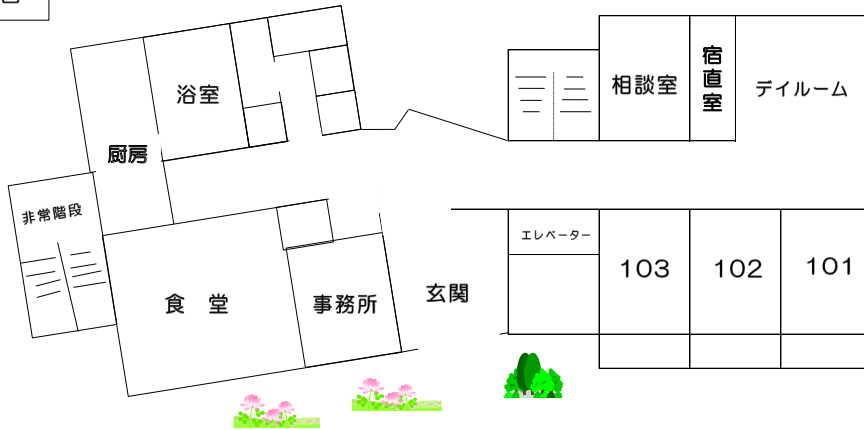 浴室
相談室
宿直室
デイルーム
厨房
非常階段
エレベーター
103
102
101
食 堂
事務所
玄関